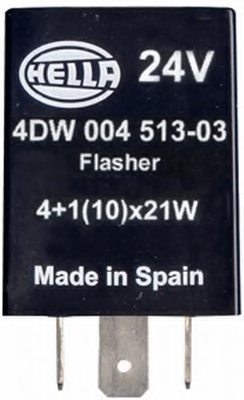 HELLA 24V
4DW 004 513-03
Flasher
4+1(10)x21W
Made in Spain